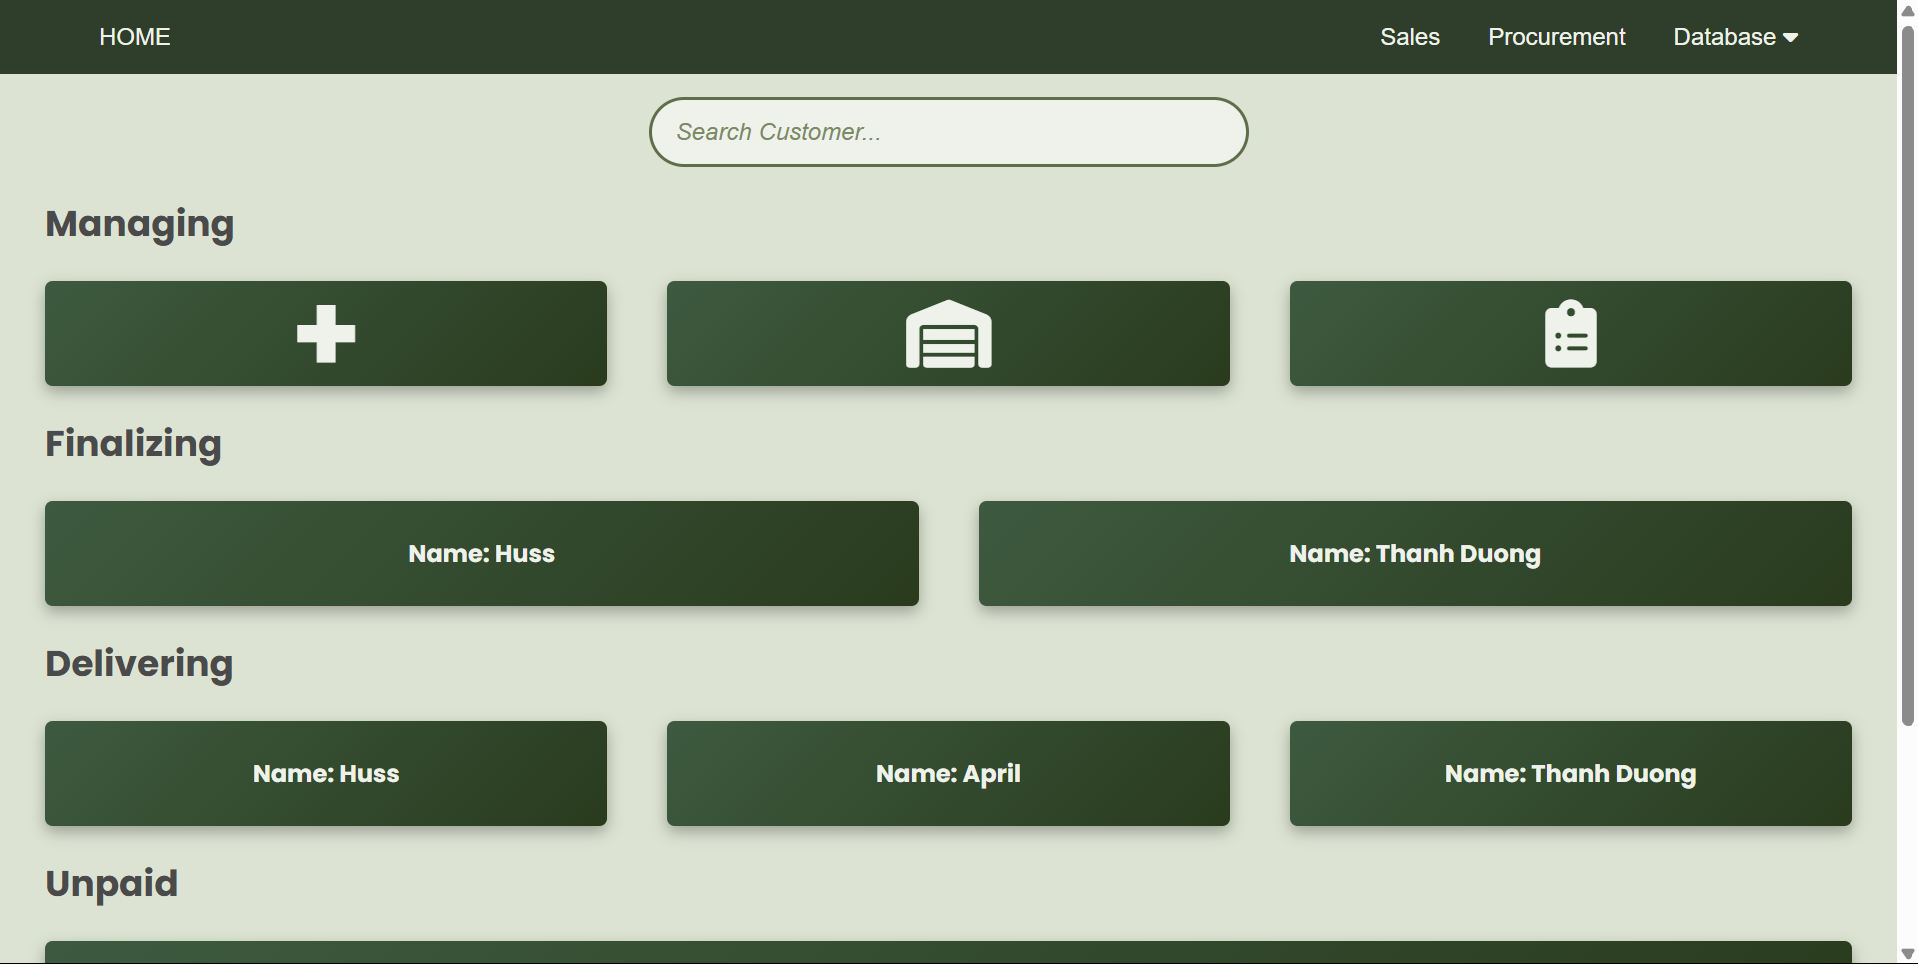 HOME
Sales
Procurement
Database
Search Customer...
Managing
Finalizing
Name: Huss
Name: Thanh Duong
Delivering
Name: Huss
Name: April
Name: Thanh Duong
Unpaid